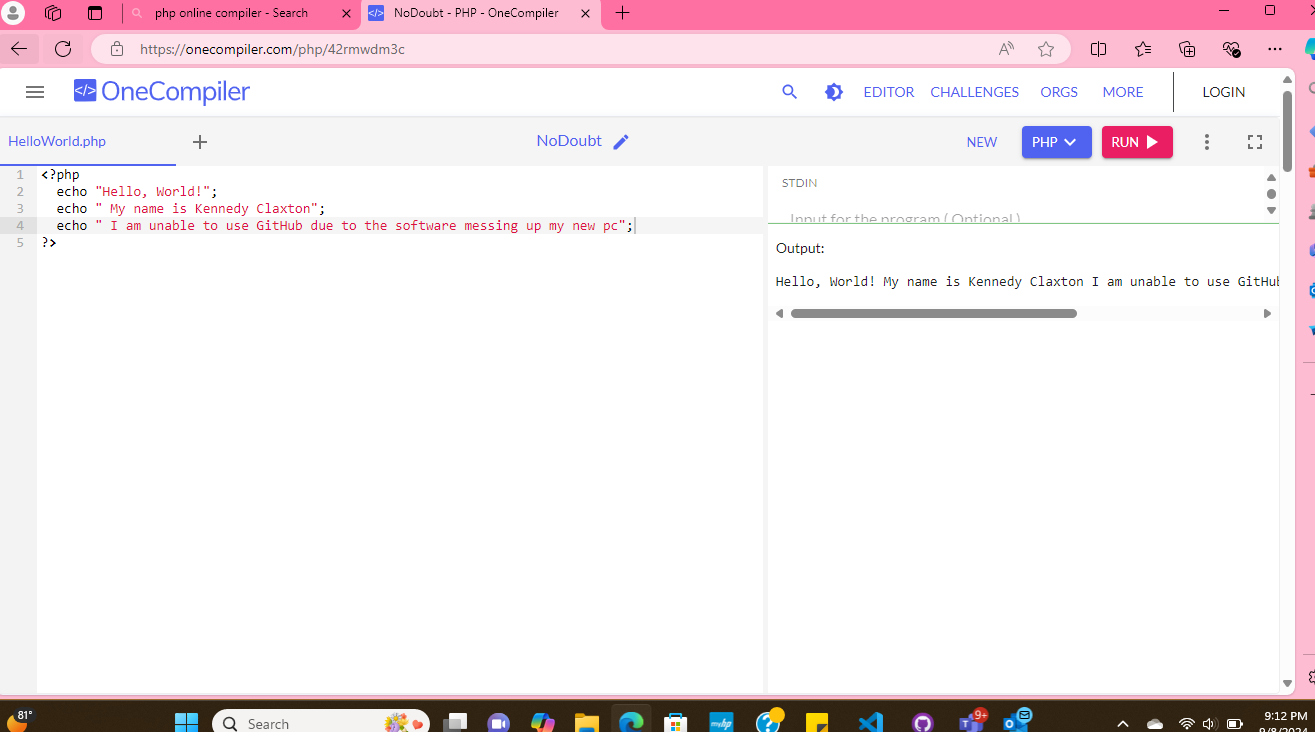 php online compiler - Search
NoDoubt - PHP - OneCompiler
https://onecompiler.com/php/42rmwdm3c
</> OneCompiler
EDITOR CHALLENGES ORGS MORE LOGIN
HelloWorld.php
NoDoubt
NEW PHP RUN
1 <?php
2 echo "Hello, World!";
3 echo " My name is Kennedy Claxton";
4 echo " I am unable to use GitHub due to the software messing up my new pc";
5 ?>
STDIN
Input for the program ( Optional )
Output:
Hello, World! My name is Kennedy Claxton I am unable to use GitHub
81°
Search
mybp
9+
9:12 PM
9/8/2024